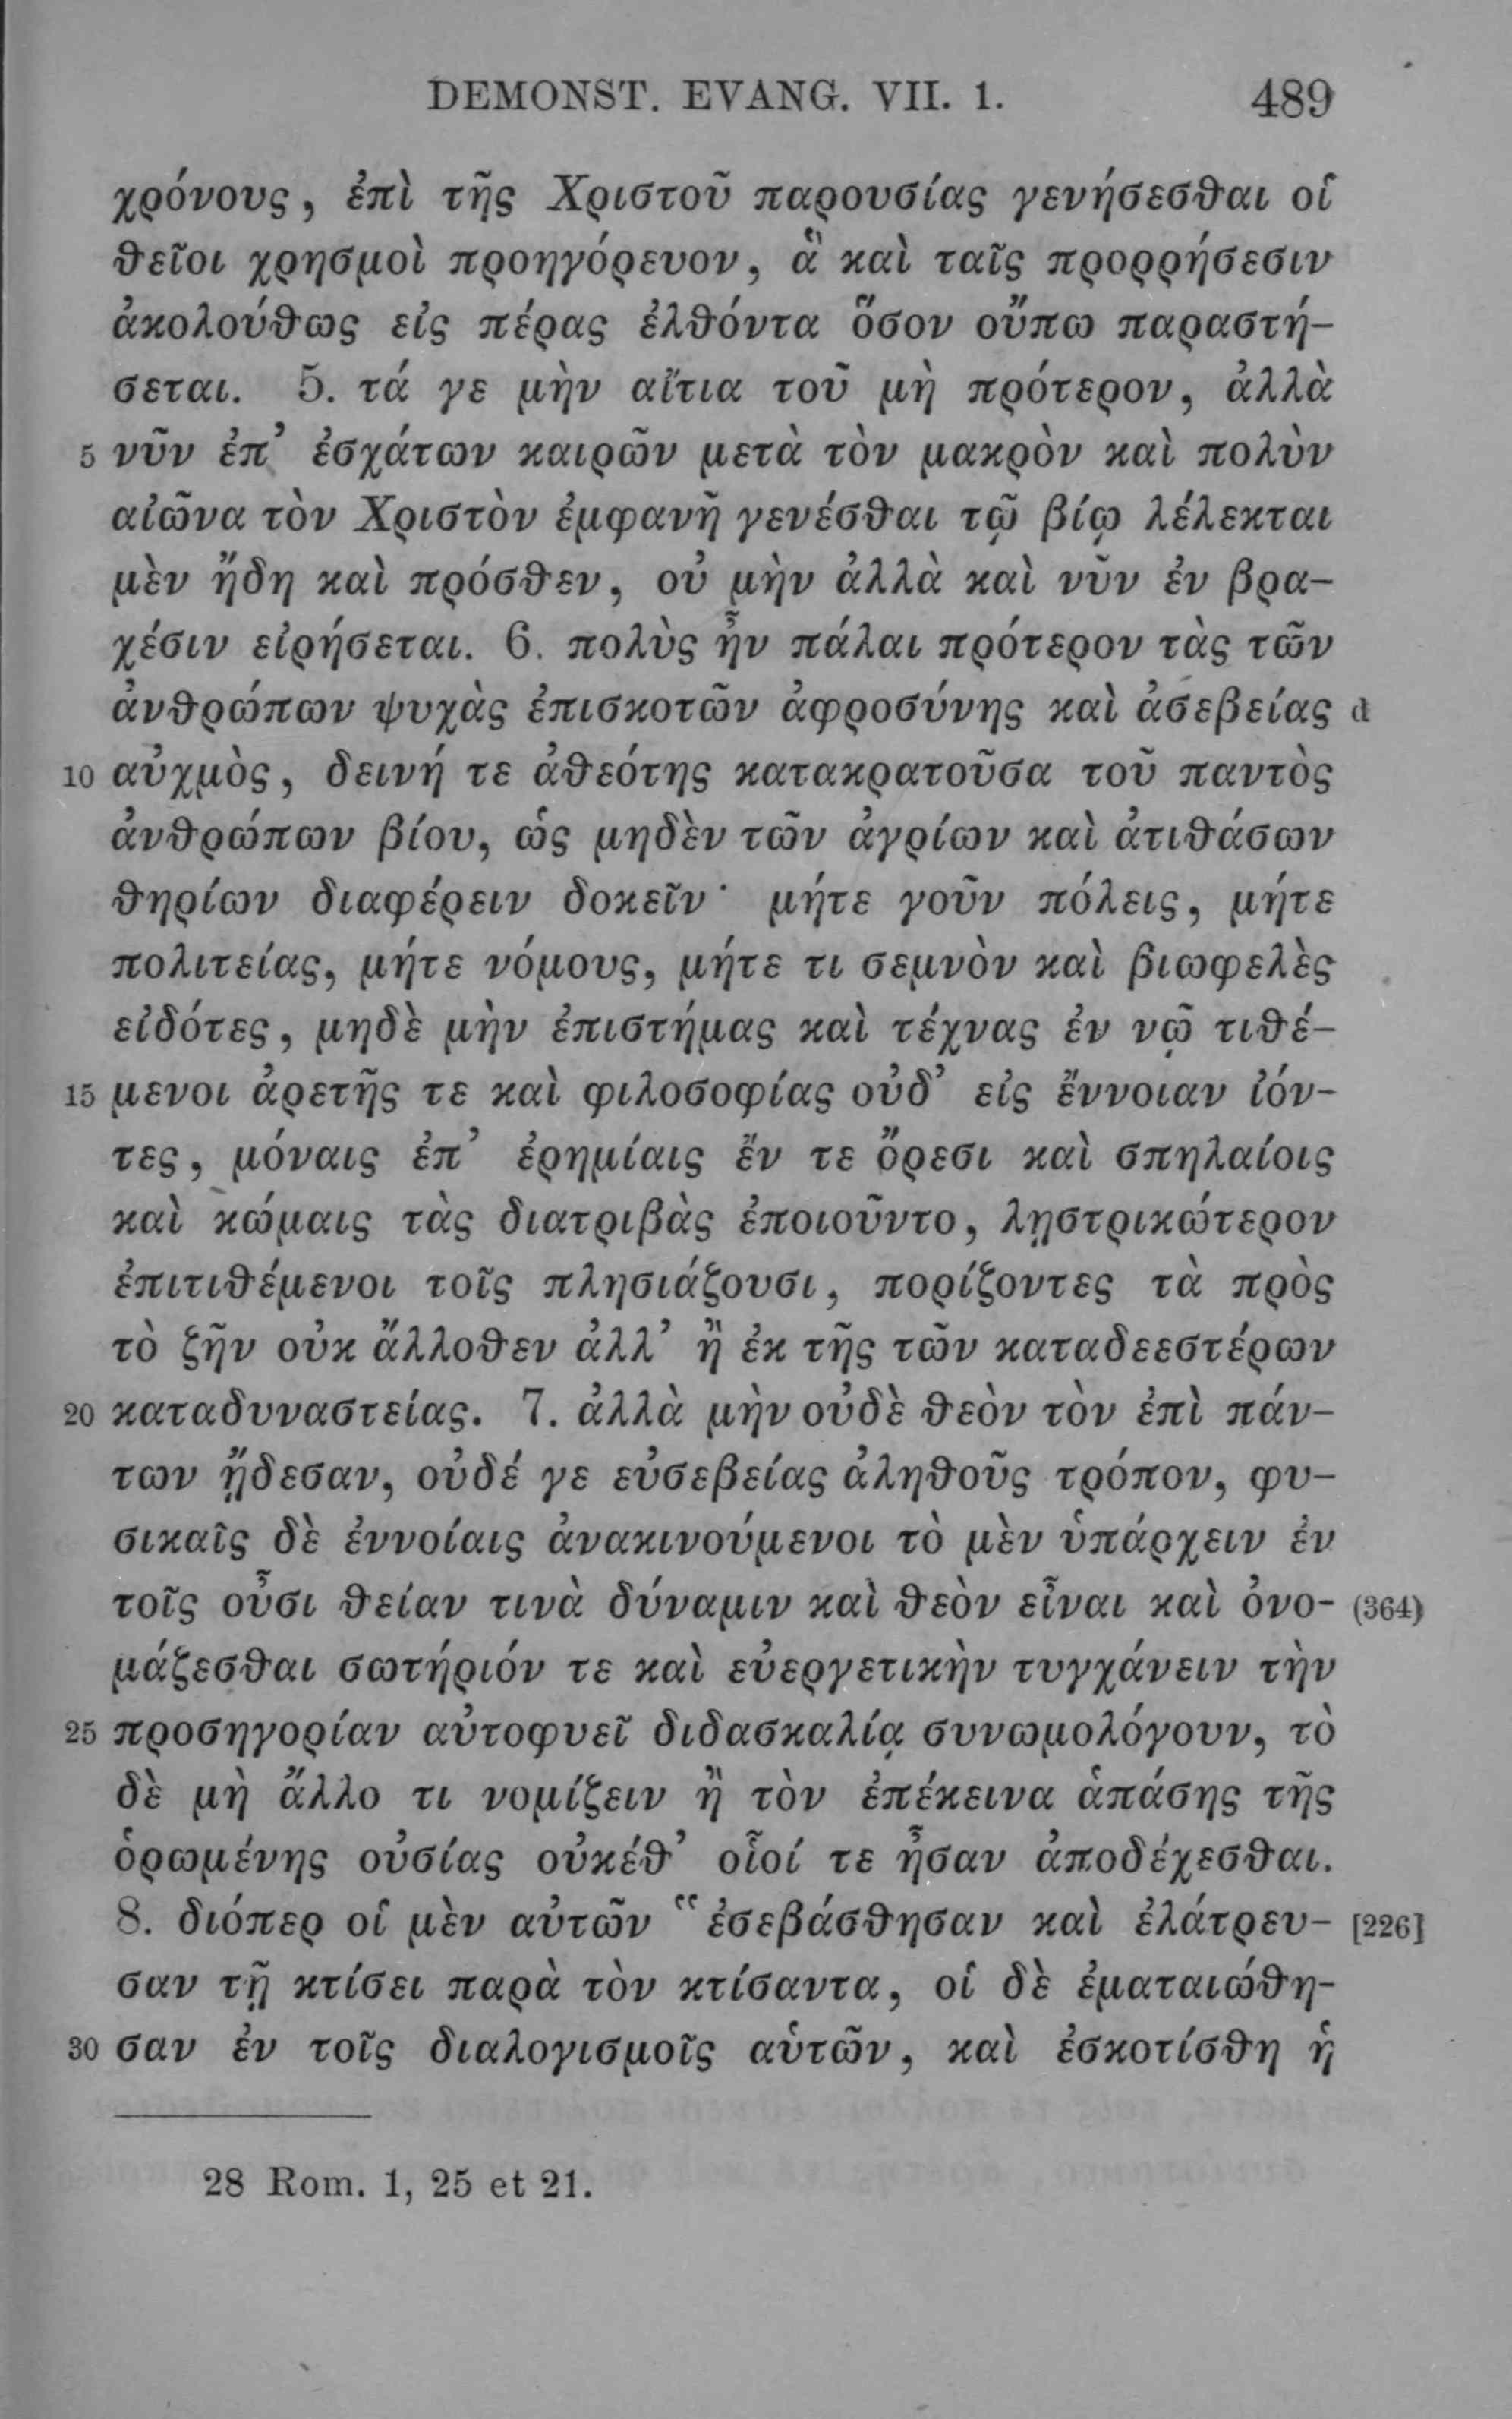 DEMONST. EVANG. VII. 1. 489
χρόνους, ἐπὶ τῆς Χριστοῦ παρουσίας γενήσεσθαι οἱ
θεῖοι χρησμοὶ προηγόρευον, ἃ καὶ ταῖς προρρήσεσιν
ἀκολούθως εἰς πέρας ἐλθόντα ὅσον οὔπω παραστή-
σεται. 5. τά γε μὴν αἴτια τοῦ μὴ πρότερον, ἀλλὰ
5 νῦν ἐπ’ ἐσχάτων καιρῶν μετὰ τὸν μακρὸν καὶ πολὺν
αἰῶνα τὸν Χριστὸν ἐμφανῆ γενέσθαι τῷ βίῳ λέλεκται
μὲν ἤδη καὶ πρόσθεν, οὐ μὴν ἀλλὰ καὶ νῦν ἐν βρα-
χέσιν εἰρήσεται. 6. πολὺς ἦν πάλαι πρότερον τὰς τῶν
ἀνθρώπων ψυχὰς ἐπισκοτῶν ἀφροσύνης καὶ ἀσεβείας d
10 αὐχμὸς, δεινή τε ἀθεότης κατακρατοῦσα τοῦ παντὸς
ἀνθρώπων βίου, ὡς μηδὲν τῶν ἀγρίων καὶ ἀτιθάσων
θηρίων διαφέρειν δοκεῖν· μήτε γοῦν πόλεις, μήτε
πολιτείας, μήτε νόμους, μήτε τι σεμνὸν καὶ βιωφελὲς
εἰδότες, μηδὲ μὴν ἐπιστήμας καὶ τέχνας ἐν νῷ τιθέ-
15 μενοι ἀρετῆς τε καὶ φιλοσοφίας οὐδ’ εἰς ἔννοιαν ἰόν-
τες, μόναις ἐπ’ ἐρημίαις ἔν τε ὄρεσι καὶ σπηλαίοις
καὶ κώμαις τὰς διατριβὰς ἐποιοῦντο, λῃστρικώτερον
ἐπιτιθέμενοι τοῖς πλησιάζουσι, πορίζοντες τὰ πρὸς
τὸ ζῆν οὐκ ἄλλοθεν ἀλλ’ ἢ ἐκ τῆς τῶν καταδεεστέρων
20 καταδυναστείας. 7. ἀλλὰ μὴν οὐδὲ θεὸν τὸν ἐπὶ πάν-
των ᾔδεσαν, οὐδέ γε εὐσεβείας ἀληθοῦς τρόπον, φυ-
σικαῖς δὲ ἐννοίαις ἀνακινούμενοι τὸ μὲν ὑπάρχειν ἐν
τοῖς οὖσι θείαν τινὰ δύναμιν καὶ θεὸν εἶναι καὶ ὀνο- (364)
μάζεσθαι σωτήριόν τε καὶ εὐεργετικὴν τυγχάνειν τὴν
25 προσηγορίαν αὐτοφυεῖ διδασκαλίᾳ συνωμολόγουν, τὸ
δὲ μὴ ἄλλο τι νομίζειν ἢ τὸν ἐπέκεινα ἁπάσης τῆς
ὁρωμένης οὐσίας οὐκέθ’ οἷοί τε ἦσαν ἀποδέχεσθαι.
8. διόπερ οἱ μὲν αὐτῶν “ἐσεβάσθησαν καὶ ἐλάτρευ- [226]
σαν τῇ κτίσει παρὰ τὸν κτίσαντα, οἱ δὲ ἐματαιώθη-
30 σαν ἐν τοῖς διαλογισμοῖς αὑτῶν, καὶ ἐσκοτίσθη ἡ
28 Rom. 1, 25 et 21.